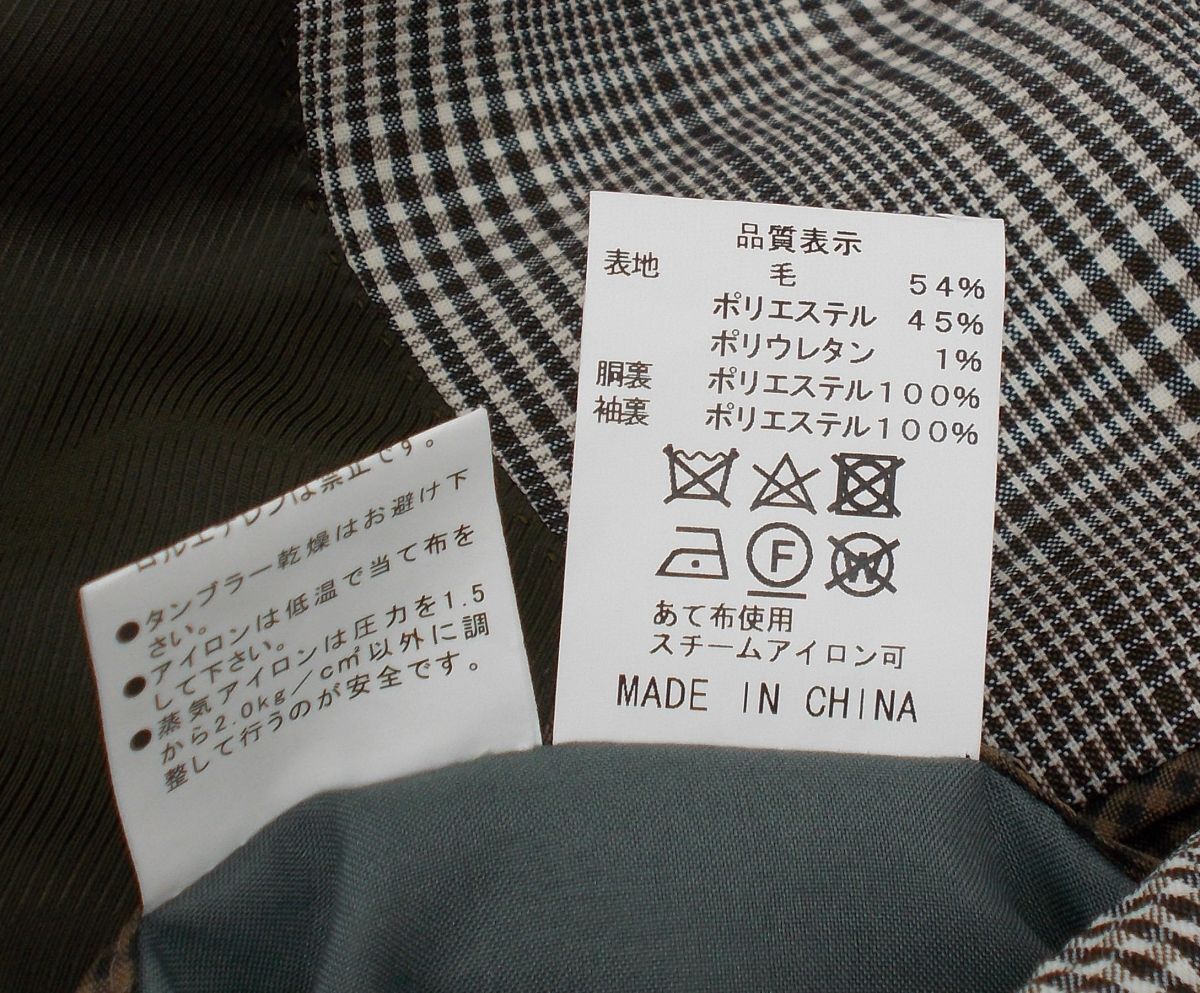 品質表示
表地 毛 54%
ポリエステル 45%
ポリウレタン 1%
胴裏 ポリエステル100%
袖裏 ポリエステル100%
F
W
あて布使用
スチームアイロン可
MADE IN CHINA
は禁止です。
●タンブラー乾燥はお避け下
さい。
●アイロンは低温で当て布を
して下さい。
●蒸気アイロンは圧力を1.5
から2.0kg/c㎡以外に調
整して行うのが安全です。